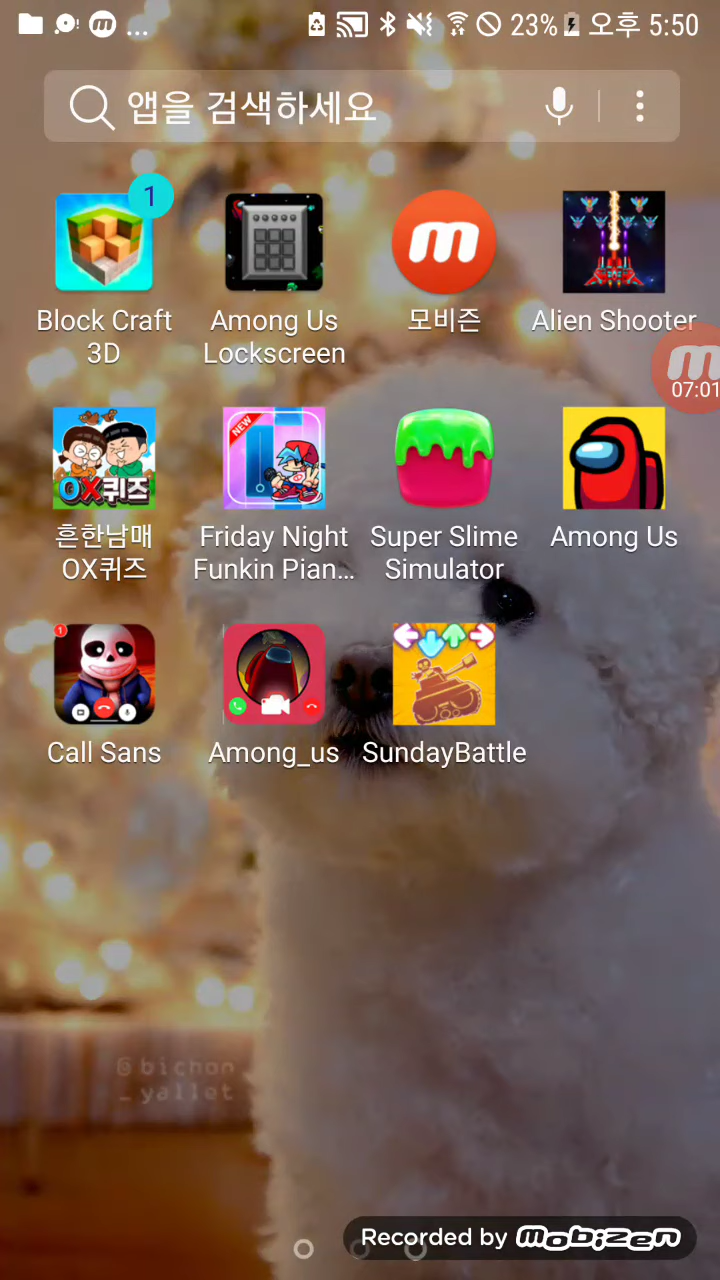 23% 오후 5:50
앱을 검색하세요
1
Block Craft
3D
Among Us
Lockscreen
모비즌
Alien Shooter
07:01
NEW
OX퀴즈
흔한남매
OX퀴즈
Friday Night
Funkin Pian...
Super Slime
Simulator
Among Us
1
Call Sans
Among_us
SundayBattle
@bichon
_yallet
Recorded by mobizen